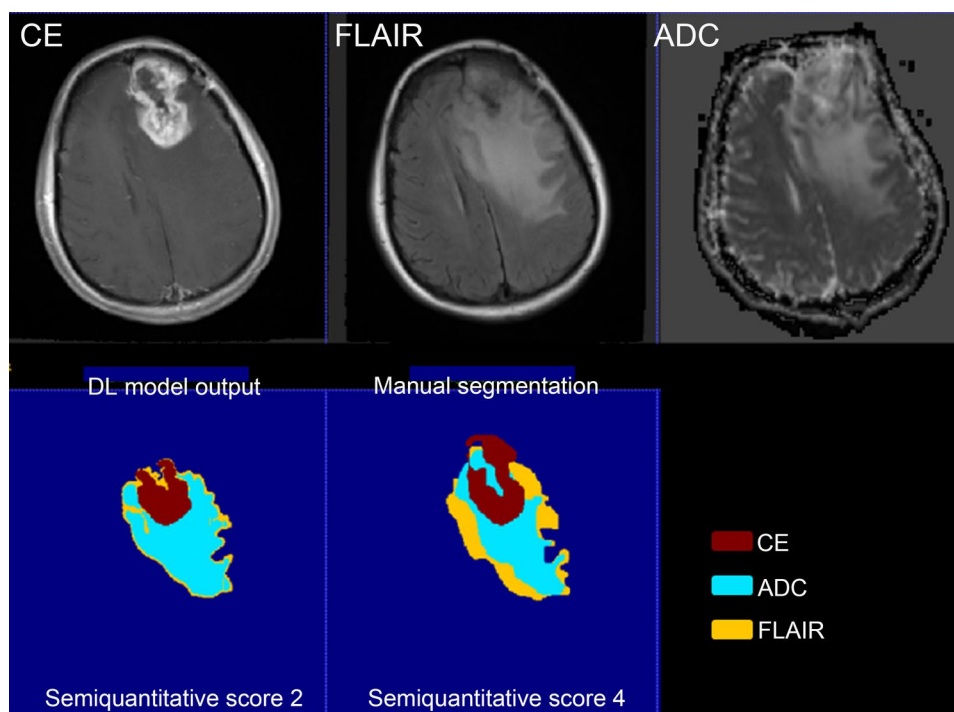 CE
FLAIR
ADC
DL model output
Manual segmentation
CE
ADC
FLAIR
Semiquantitative score 2
Semiquantitative score 4